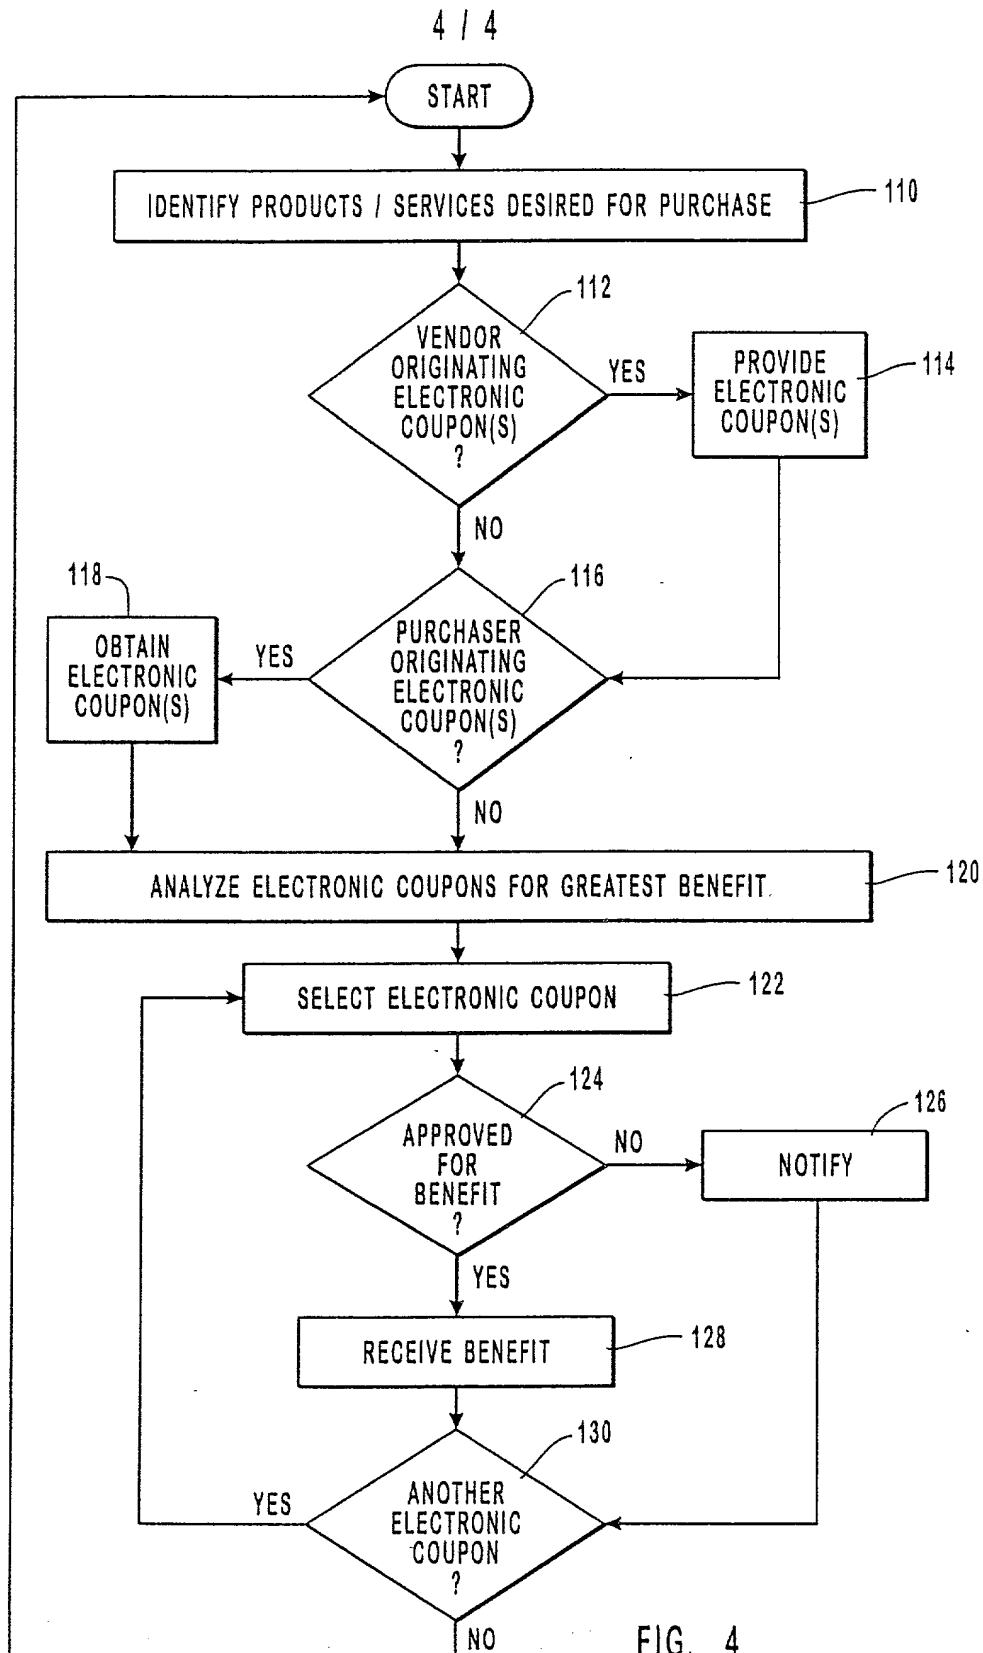 4 / 4
START
IDENTIFY PRODUCTS / SERVICES DESIRED FOR PURCHASE
110
112
VENDOR
ORIGINATING
ELECTRONIC
COUPON(S)
?
YES
PROVIDE
ELECTRONIC
COUPON(S)
114
NO
118
116
OBTAIN
ELECTRONIC
COUPON(S)
YES
PURCHASER
ORIGINATING
ELECTRONIC
COUPON(S)
?
NO
ANALYZE ELECTRONIC COUPONS FOR GREATEST BENEFIT
120
SELECT ELECTRONIC COUPON
122
124
APPROVED
FOR
BENEFIT
?
NO
126
NOTIFY
YES
RECEIVE BENEFIT
128
130
YES
ANOTHER
ELECTRONIC
COUPON
?
NO
FIG. 4